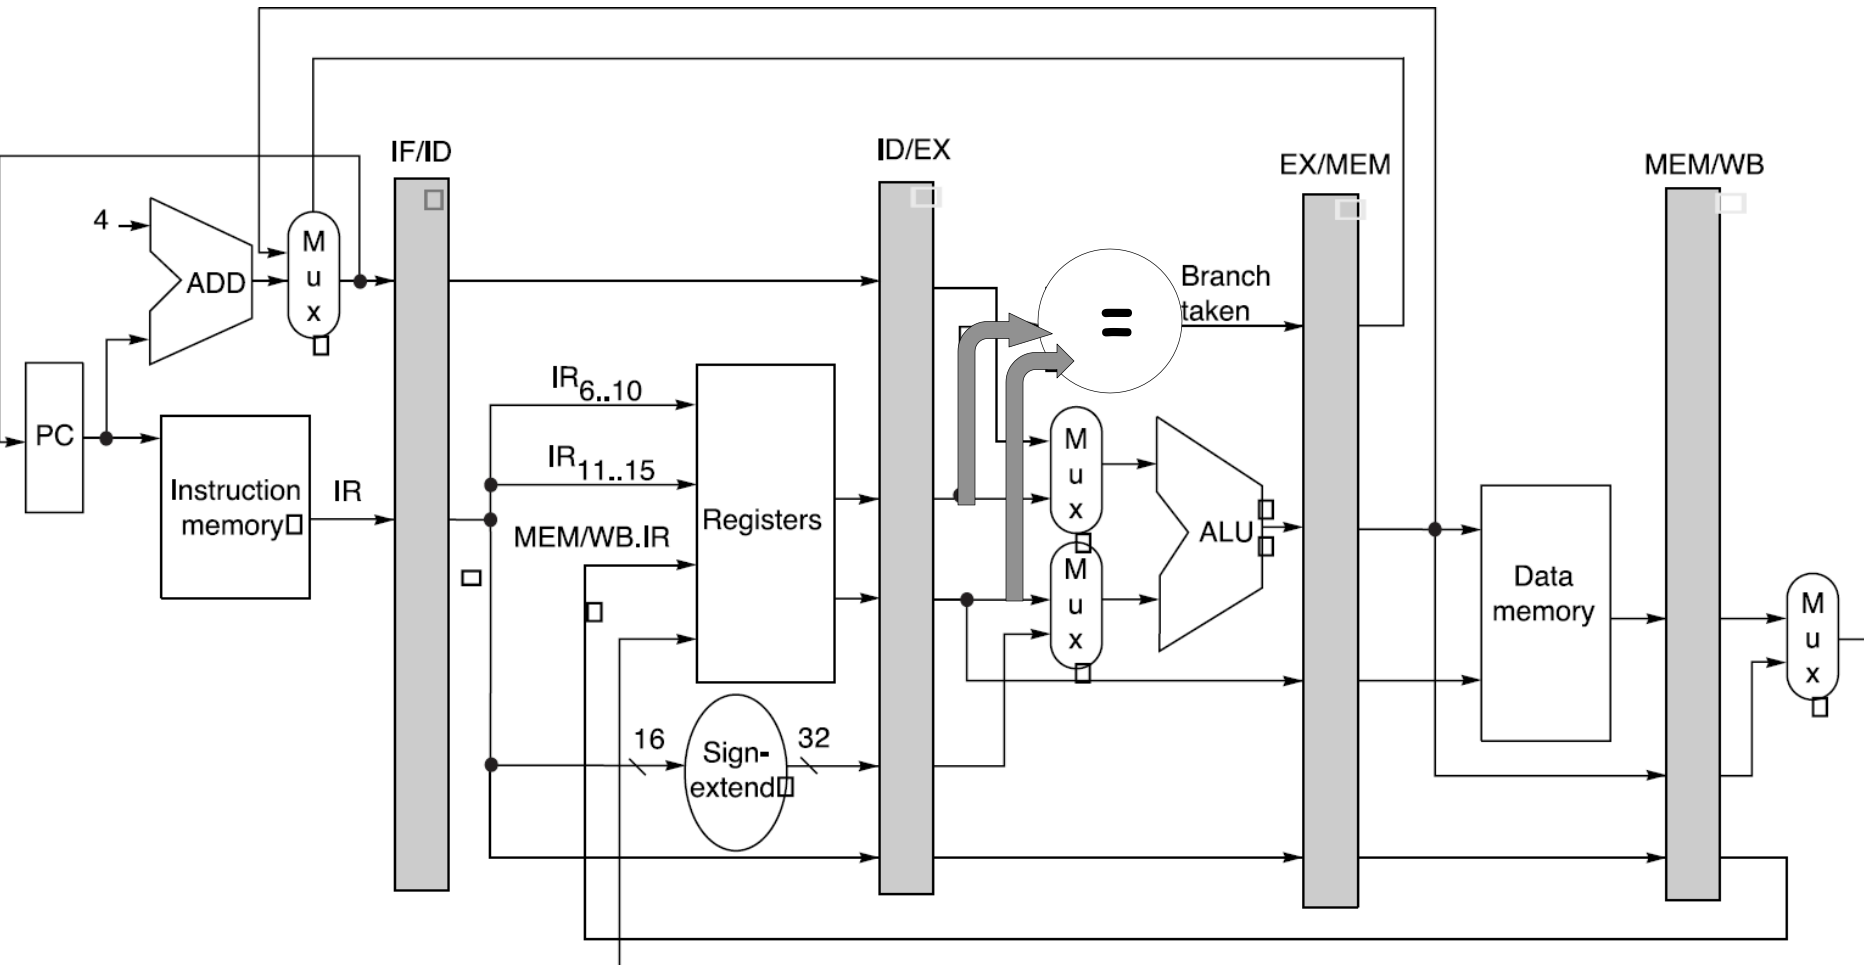 IF/ID
ID/EX
EX/MEM
MEM/WB
4
ADD
M
u
x
=
Branch
taken
IR6..10
PC
Instruction
memory
IR
IR11..15
Registers
MEM/WB.IR
M
u
x
M
u
x
ALU
Data
memory
M
u
x
16
Sign-
extend
32